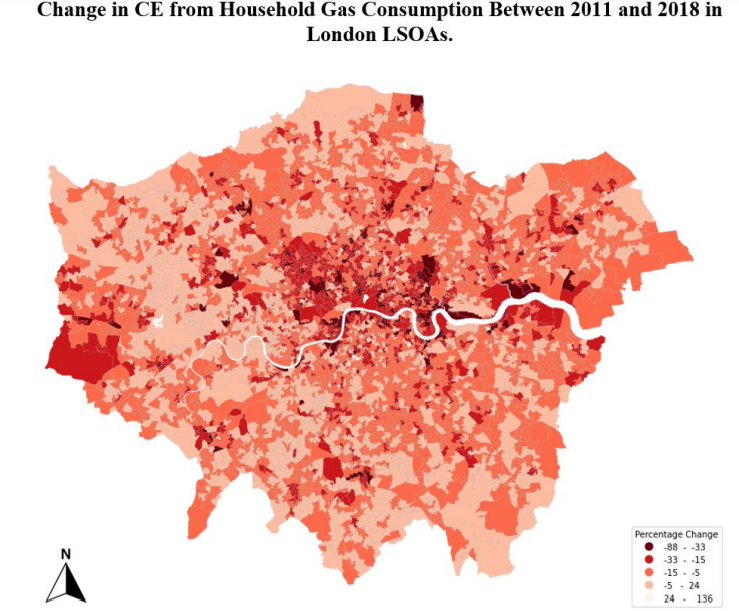 Change in CE from Household Gas Consumption Between 2011 and 2018 in
London LSOAs.
N
Percentage Change
-88 - -33
-33 - -15
-15 - -5
-5 - 24
24 - 136